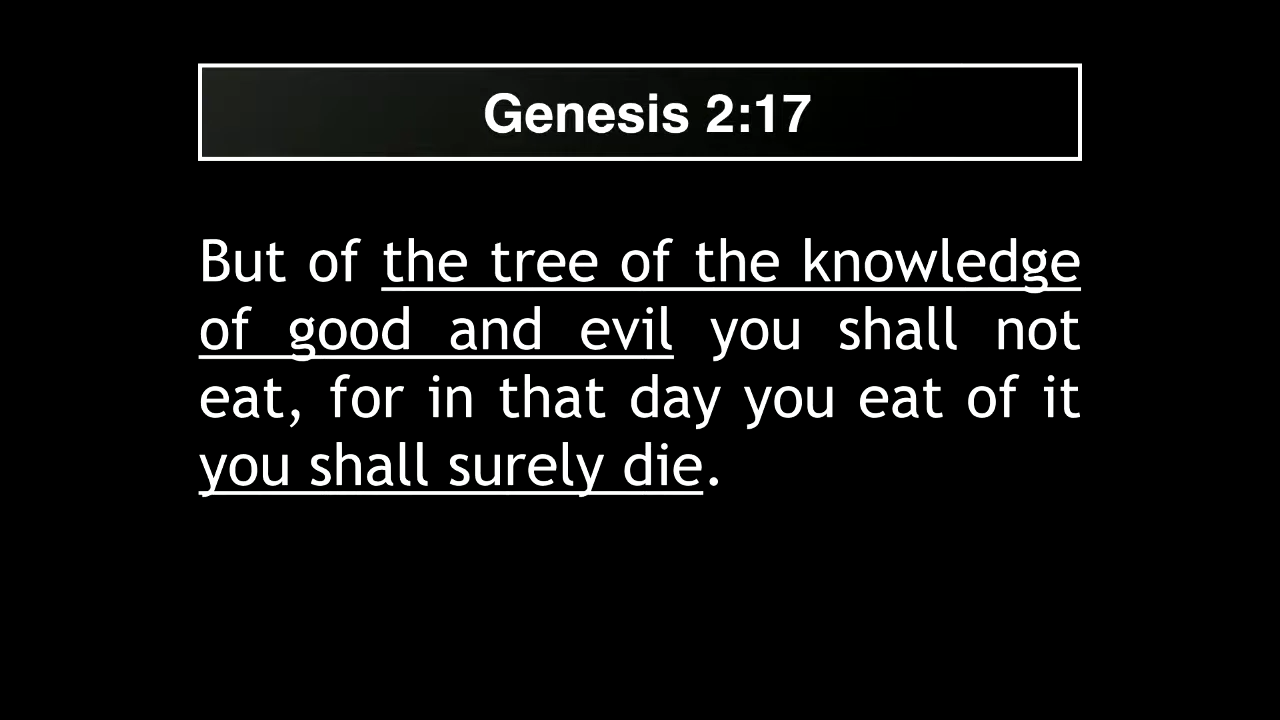 Genesis 2:17
But of the tree of the knowledge
of good and evil you shall not
eat, for in that day you eat of it
you shall surely die.